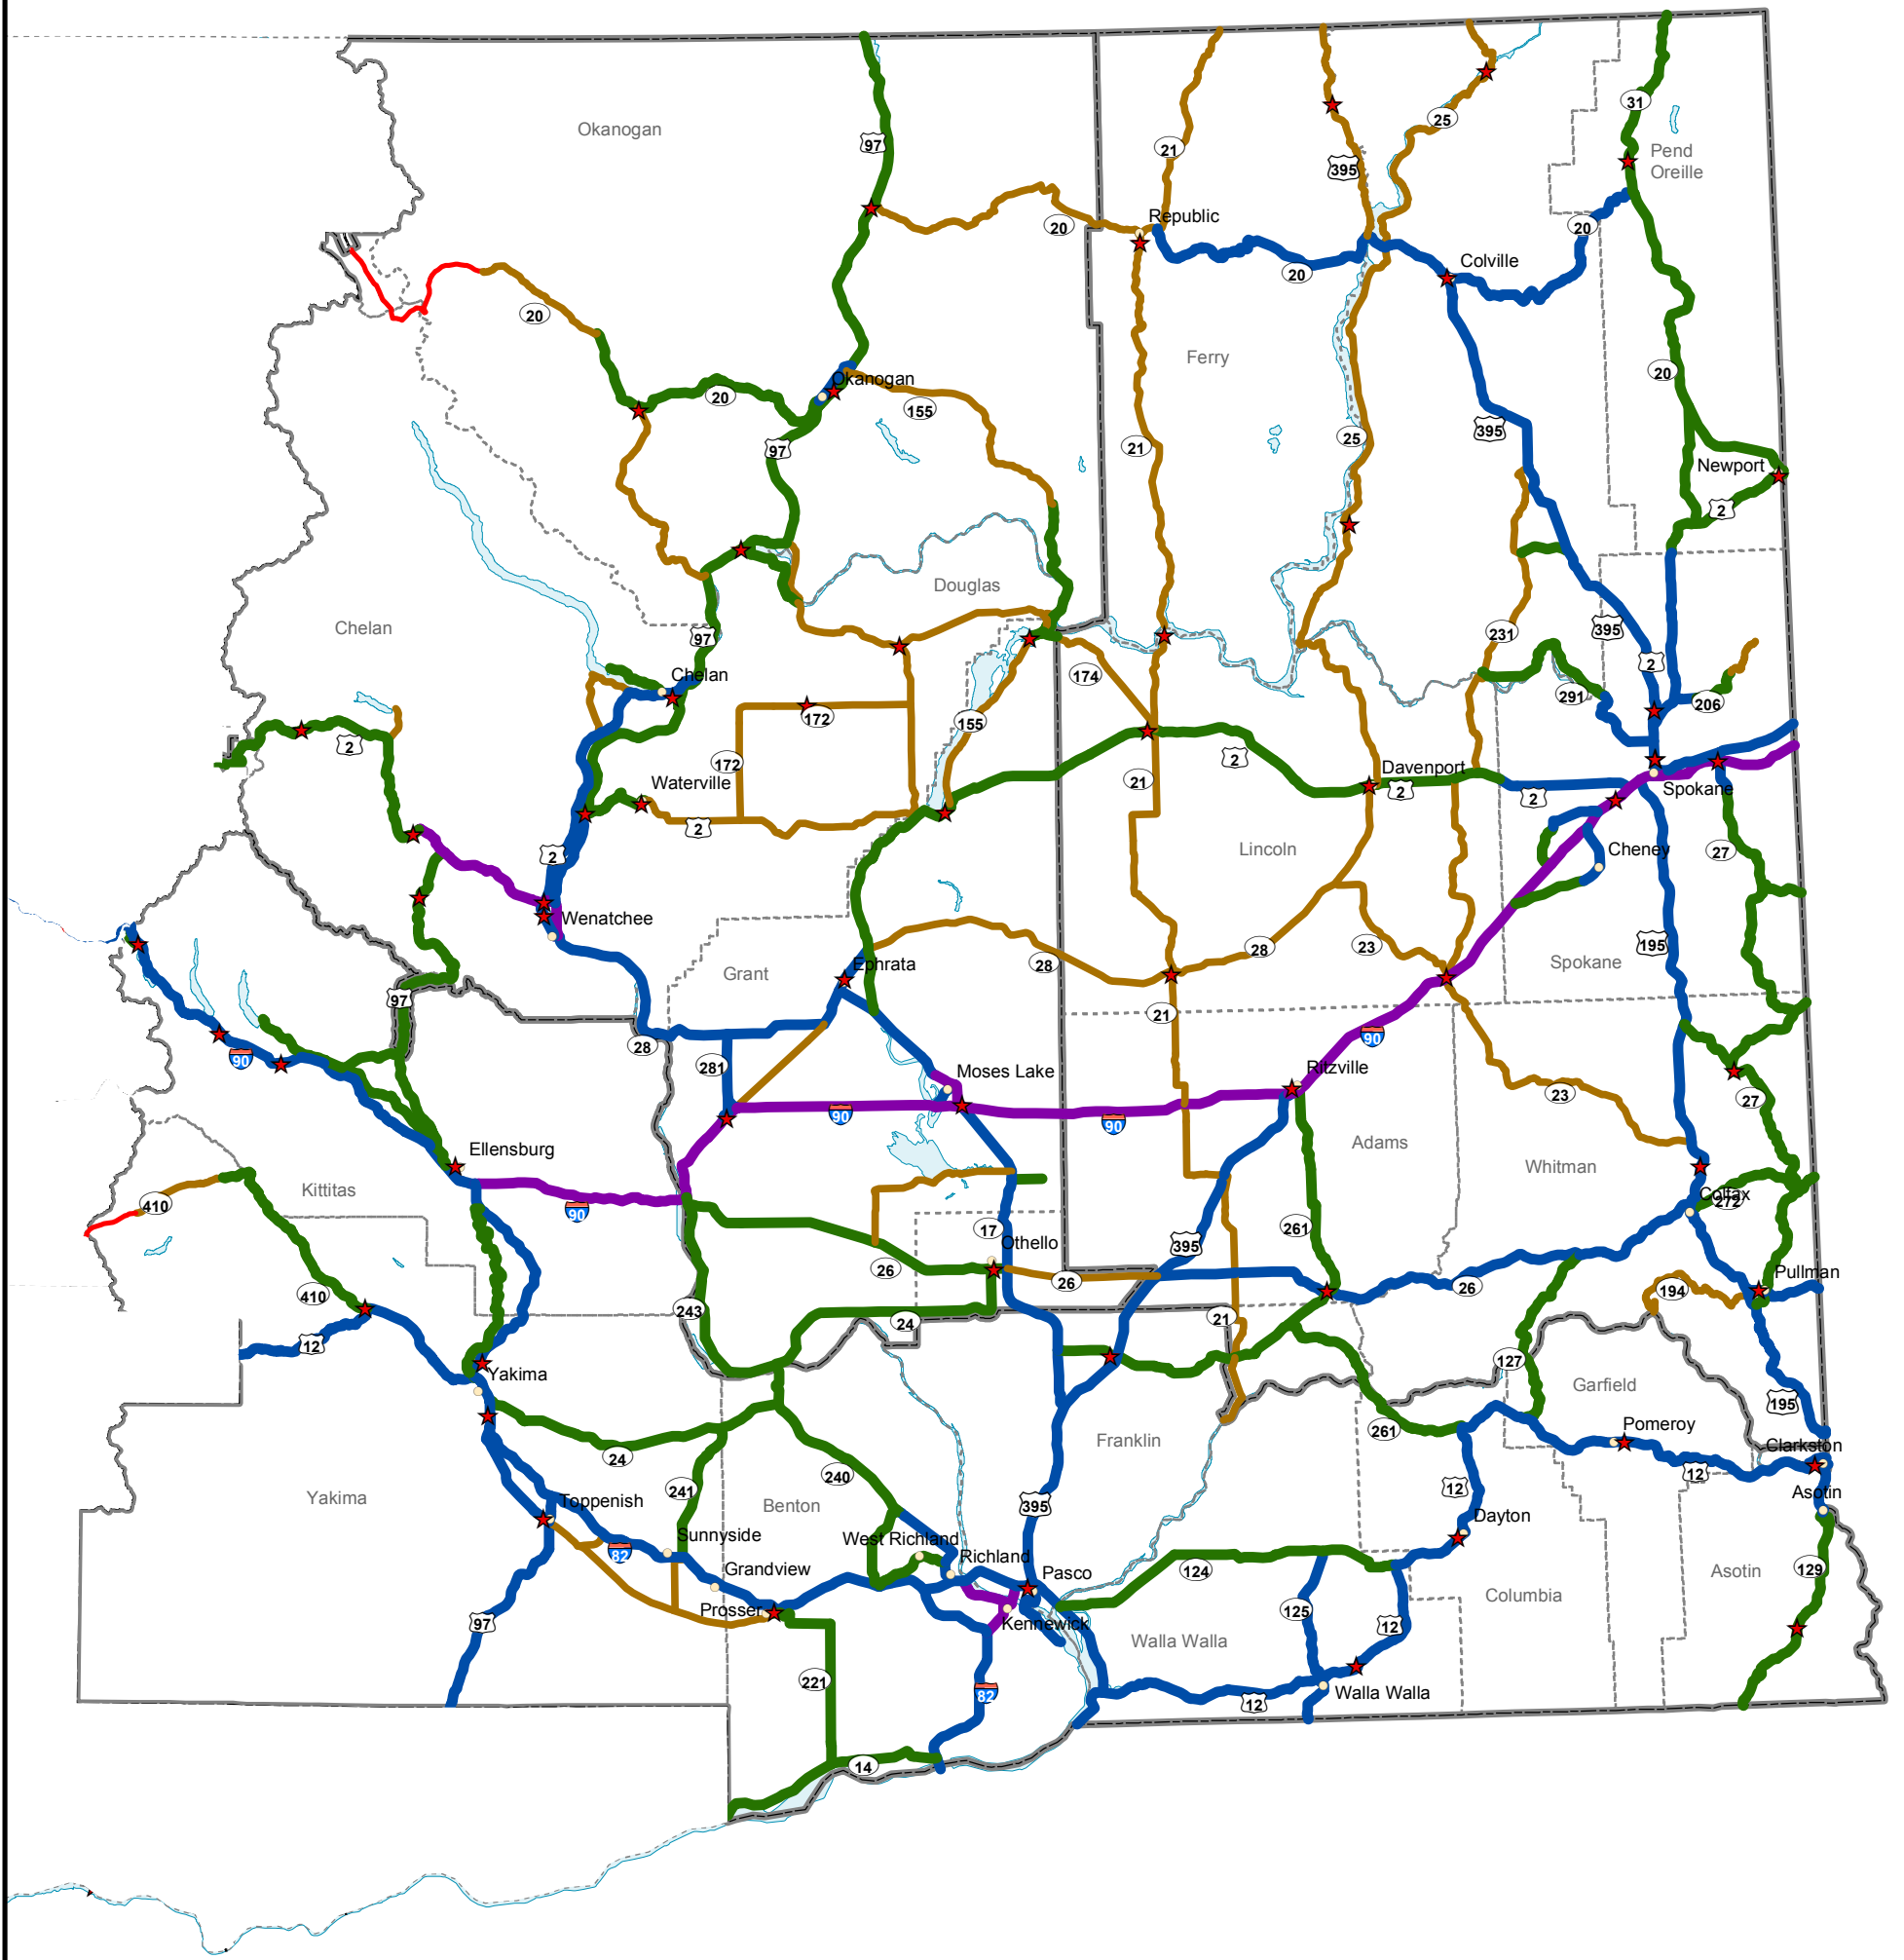 Okanogan
97
21
395
25
31
Pend
Oreille
20
Republic
20
20
20
Colville
20
Ferry
Okanogan
20
155
97
21
25
395
20
Newport
2
Douglas
Chelan
97
231
395
2
Chelan
174
291
206
172
155
2
172
Waterville
2
21
2
Davenport
2
2
Spokane
2
2
Lincoln
Cheney
27
Wenatchee
Grant
Ephrata
28
28
23
195
Spokane
97
28
90
281
21
90
Moses Lake
Ritzville
23
27
90
90
Adams
Whitman
Ellensburg
Kittitas
410
90
Colfax
272
17
Othello
395
261
26
26
26
410
243
24
21
194
Pullman
12
Yakima
127
Garfield
195
Pomeroy
261
Franklin
24
240
Clarkston
12
241
Yakima
Toppenish
Benton
395
12
Asotin
Dayton
Sunnyside
West Richland
82
Richland
Grandview
Pasco
124
Asotin
129
Prosser
Kennewick
Columbia
125
97
12
Walla Walla
221
82
12
Walla Walla
14